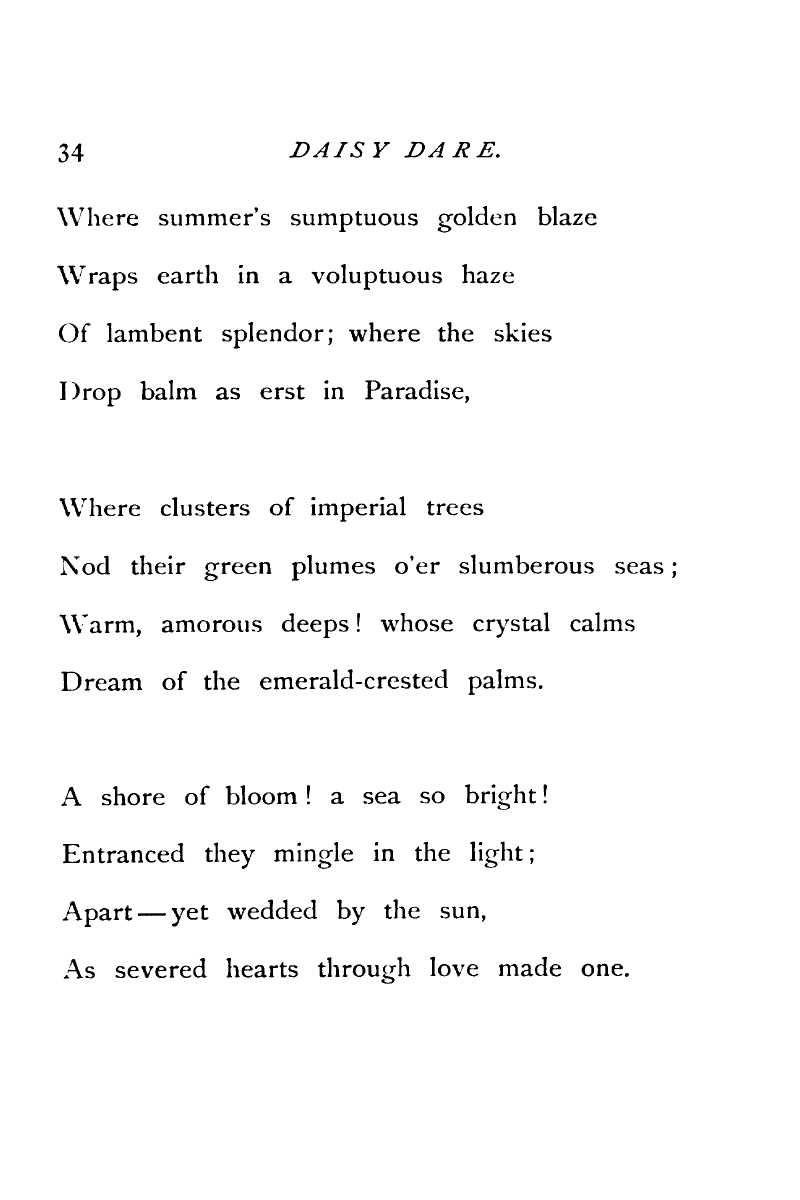 34 DAISY DARE.
Where summer's sumptuous golden blaze
Wraps earth in a voluptuous haze
Of lambent splendor; where the skies
Drop balm as erst in Paradise,
Where clusters of imperial trees
Nod their green plumes o'er slumberous seas;
Warm, amorous deeps! whose crystal calms
Dream of the emerald-crested palms.
A shore of bloom! a sea so bright!
Entranced they mingle in the light;
Apart—yet wedded by the sun,
As severed hearts through love made one.